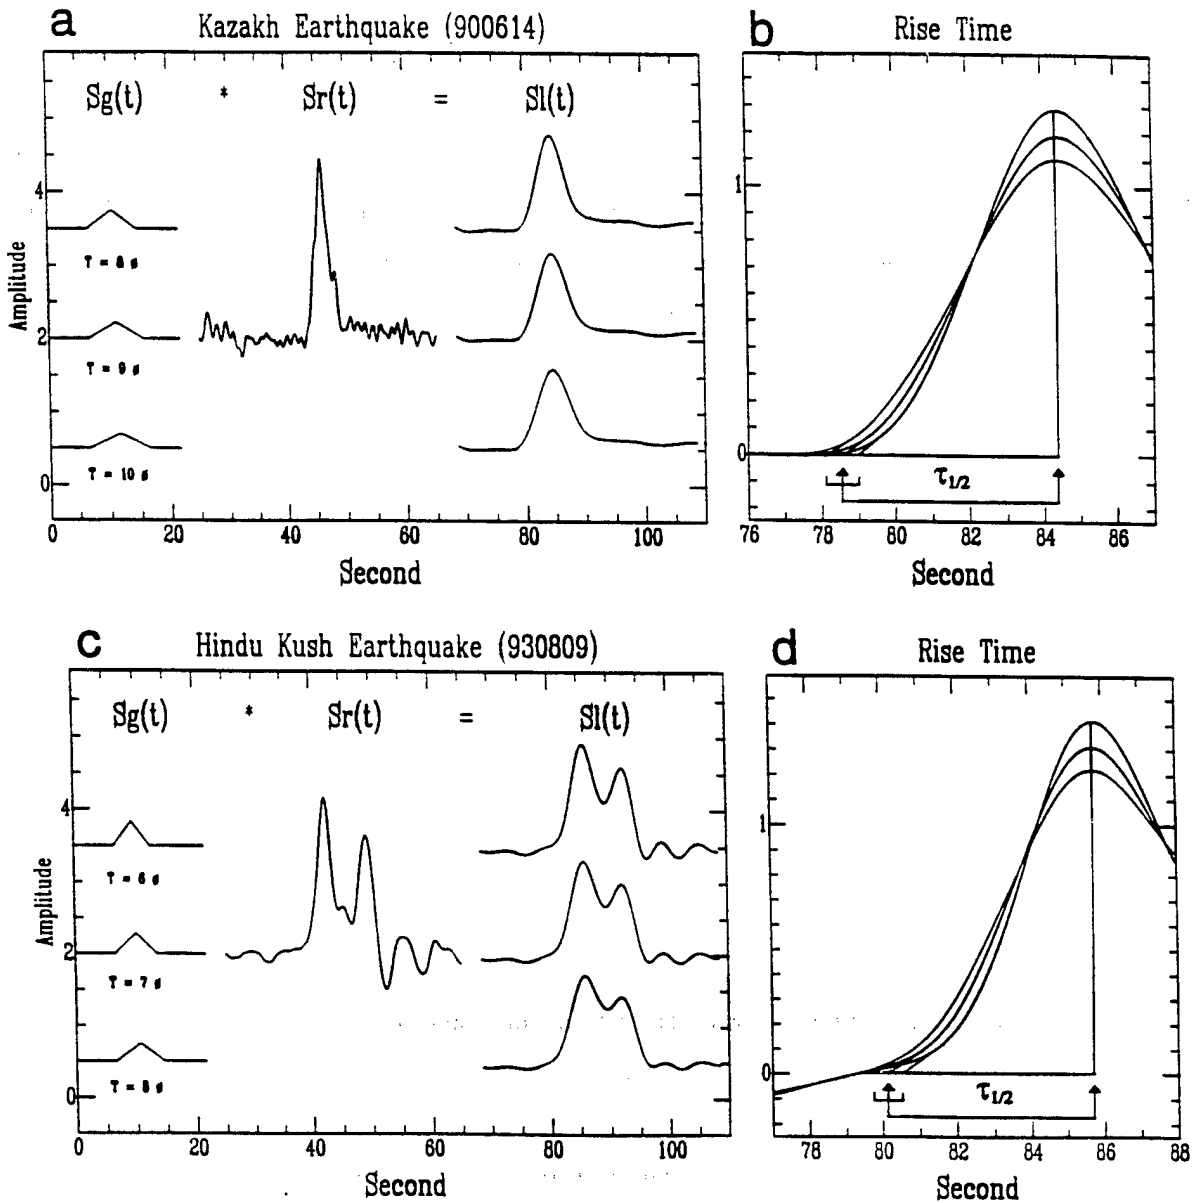 a Kazakh Earthquake (900614)
Sg(t) * Sr(t) = Sl(t)
Amplitude
4
2
0
T = 8 s
T = 9 s
T = 10 s
0 20 40 60 80 100
Second
b Rise Time
1
0
τ1/2
76 78 80 82 84 86
Second
c Hindu Kush Earthquake (930809)
Sg(t) * Sr(t) = Sl(t)
Amplitude
4
2
0
T = 6 s
T = 7 s
T = 8 s
0 20 40 60 80 100
Second
d Rise Time
1
0
τ1/2
78 80 82 84 86 88
Second